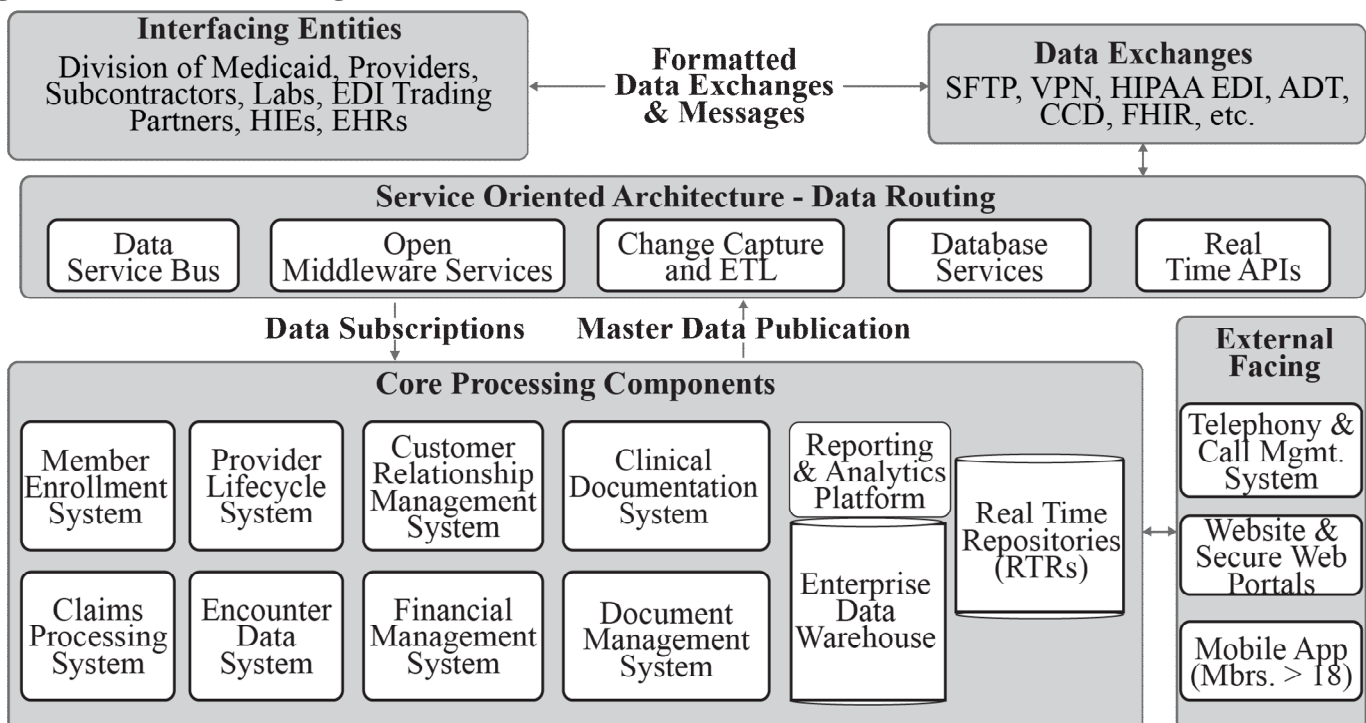 Interfacing Entities
Division of Medicaid, Providers,
Subcontractors, Labs, EDI Trading
Partners, HIEs, EHRs
Formatted
Data Exchanges
& Messages
Data Exchanges
SFTP, VPN, HIPAA EDI, ADT,
CCD, FHIR, etc.
Service Oriented Architecture - Data Routing
Data
Service Bus
Open
Middleware Services
Change Capture
and ETL
Database
Services
Real
Time APIs
Data Subscriptions
Master Data Publication
Core Processing Components
Member
Enrollment
System
Provider
Lifecycle
System
Customer
Relationship
Management
System
Clinical
Documentation
System
Reporting
& Analytics
Platform
Real Time
Repositories
(RTRs)
Claims
Processing
System
Encounter
Data
System
Financial
Management
System
Document
Management
System
Enterprise
Data
Warehouse
External
Facing
Telephony &
Call Mgmt.
System
Website &
Secure Web
Portals
Mobile App
(Mbrs. > 18)